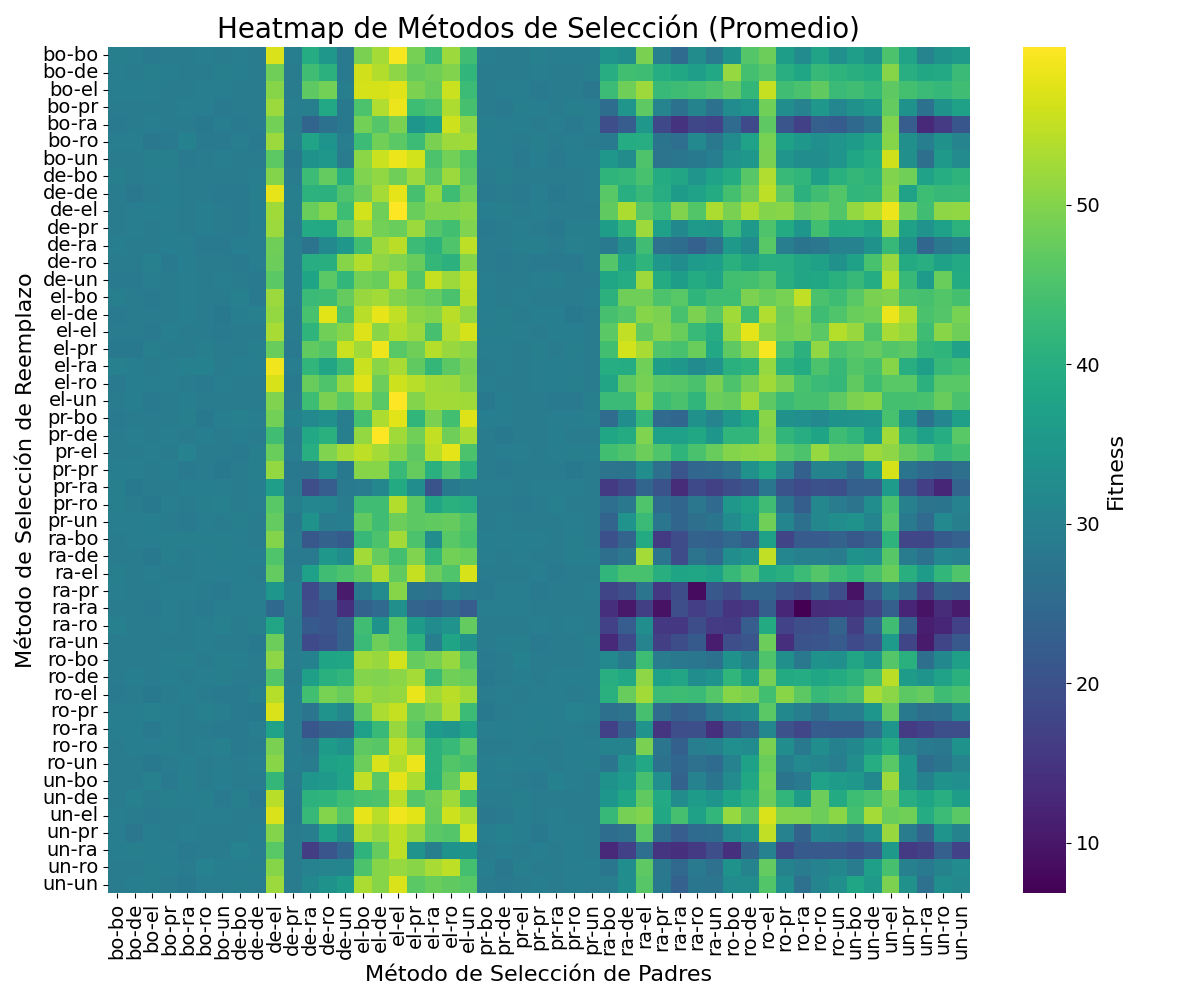 Heatmap de Métodos de Selección (Promedio)
Método de Selección de Reemplazo
bo-bo
bo-de
bo-el
bo-pr
bo-ra
bo-ro
bo-un
de-bo
de-de
de-el
de-pr
de-ra
de-ro
de-un
el-bo
el-de
el-el
el-pr
el-ra
el-ro
el-un
pr-bo
pr-de
pr-el
pr-pr
pr-ra
pr-ro
pr-un
ra-bo
ra-de
ra-el
ra-pr
ra-ra
ra-ro
ra-un
ro-bo
ro-de
ro-el
ro-pr
ro-ra
ro-ro
ro-un
un-bo
un-de
un-el
un-pr
un-ra
un-ro
un-un
bo-bo
bo-de
bo-el
bo-pr
bo-ra
bo-ro
bo-un
de-bo
de-de
de-el
de-pr
de-ra
de-ro
de-un
el-bo
el-de
el-el
el-pr
el-ra
el-ro
el-un
pr-bo
pr-de
pr-el
pr-pr
pr-ra
pr-ro
pr-un
ra-bo
ra-de
ra-el
ra-pr
ra-ra
ra-ro
ra-un
ro-bo
ro-de
ro-el
ro-pr
ro-ra
ro-ro
ro-un
un-bo
un-de
un-el
un-pr
un-ra
un-ro
un-un
Método de Selección de Padres
50
40
30
20
10
Fitness